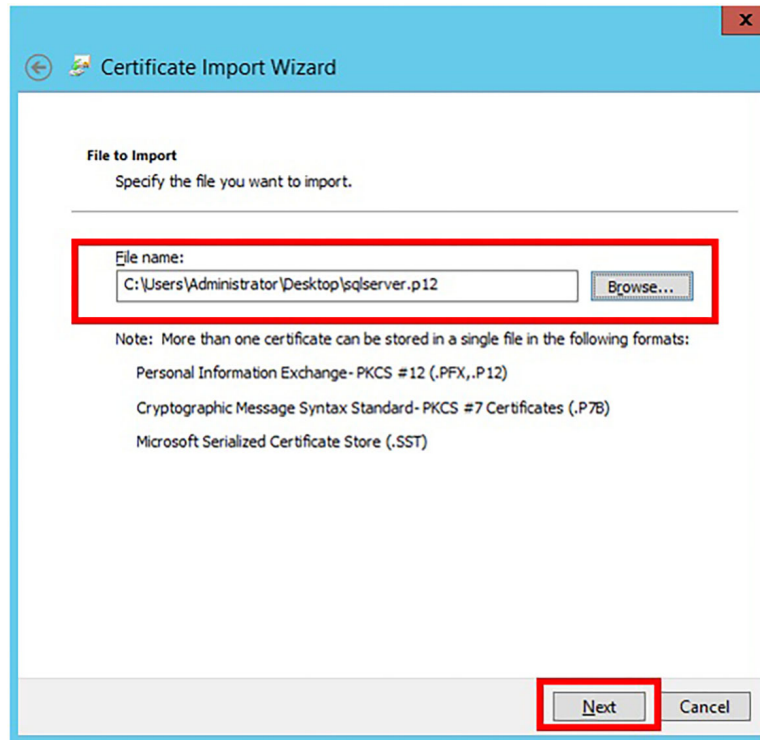 x
Certificate Import Wizard
File to Import
Specify the file you want to import.
File name:
C:\Users\Administrator\Desktop\sqlserver.p12
Browse...
Note: More than one certificate can be stored in a single file in the following formats:
Personal Information Exchange- PKCS #12 (.PFX,.P12)
Cryptographic Message Syntax Standard- PKCS #7 Certificates (.P7B)
Microsoft Serialized Certificate Store (.SST)
Next
Cancel